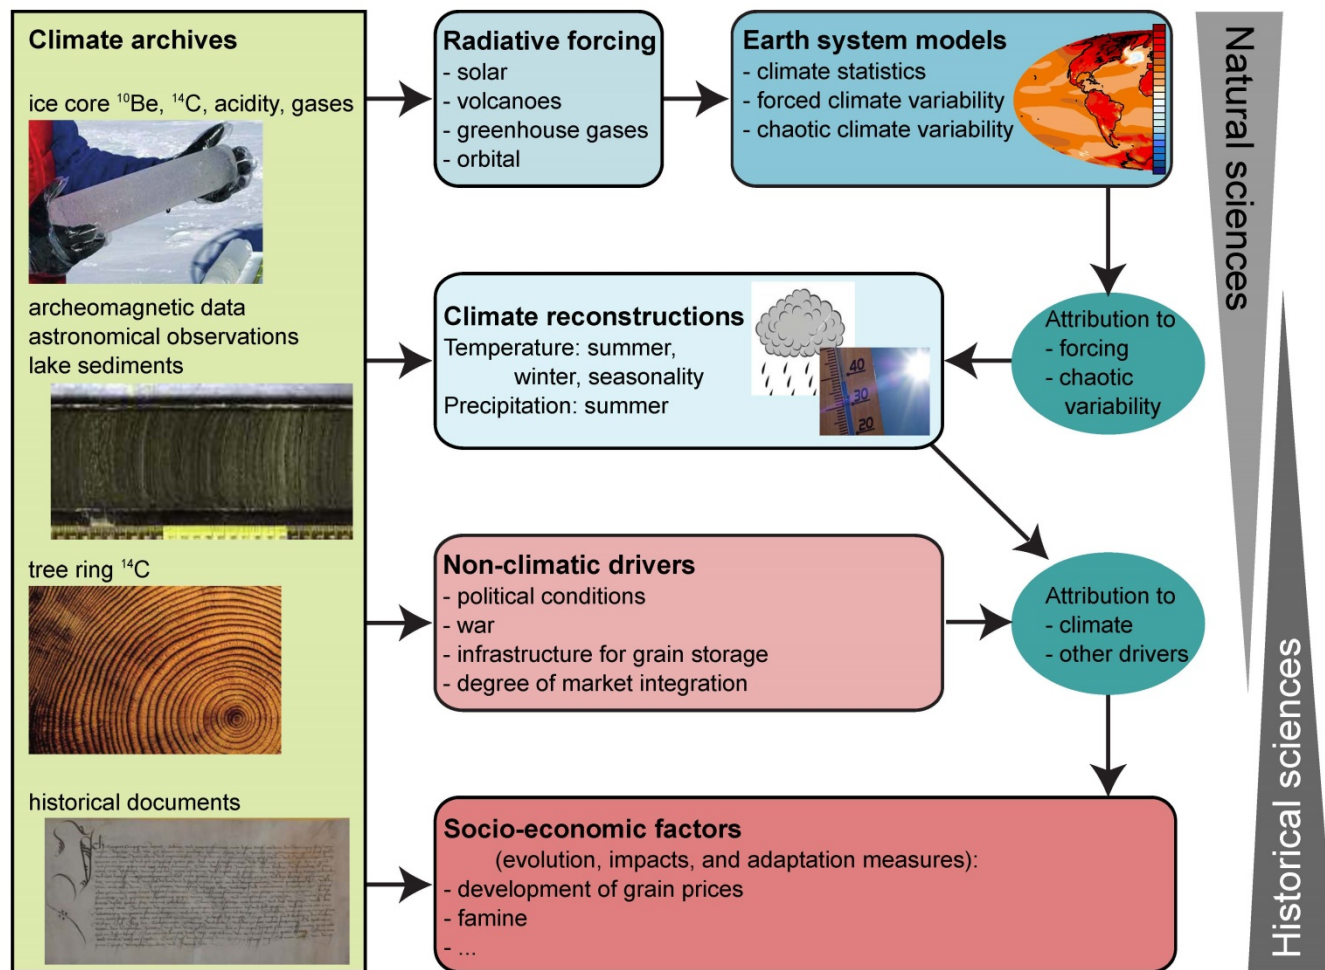 Climate archives
ice core ¹⁰Be, ¹⁴C, acidity, gases
archeomagnetic data
astronomical observations
lake sediments
tree ring ¹⁴C
historical documents
Radiative forcing
- solar
- volcanoes
- greenhouse gases
- orbital
Earth system models
- climate statistics
- forced climate variability
- chaotic climate variability
Climate reconstructions
Temperature: summer,
winter, seasonality
Precipitation: summer
40
30
20
Attribution to
- forcing
- chaotic
variability
Non-climatic drivers
- political conditions
- war
- infrastructure for grain storage
- degree of market integration
Attribution to
- climate
- other drivers
Socio-economic factors
(evolution, impacts, and adaptation measures):
- development of grain prices
- famine
- ...
Natural sciences
Historical sciences